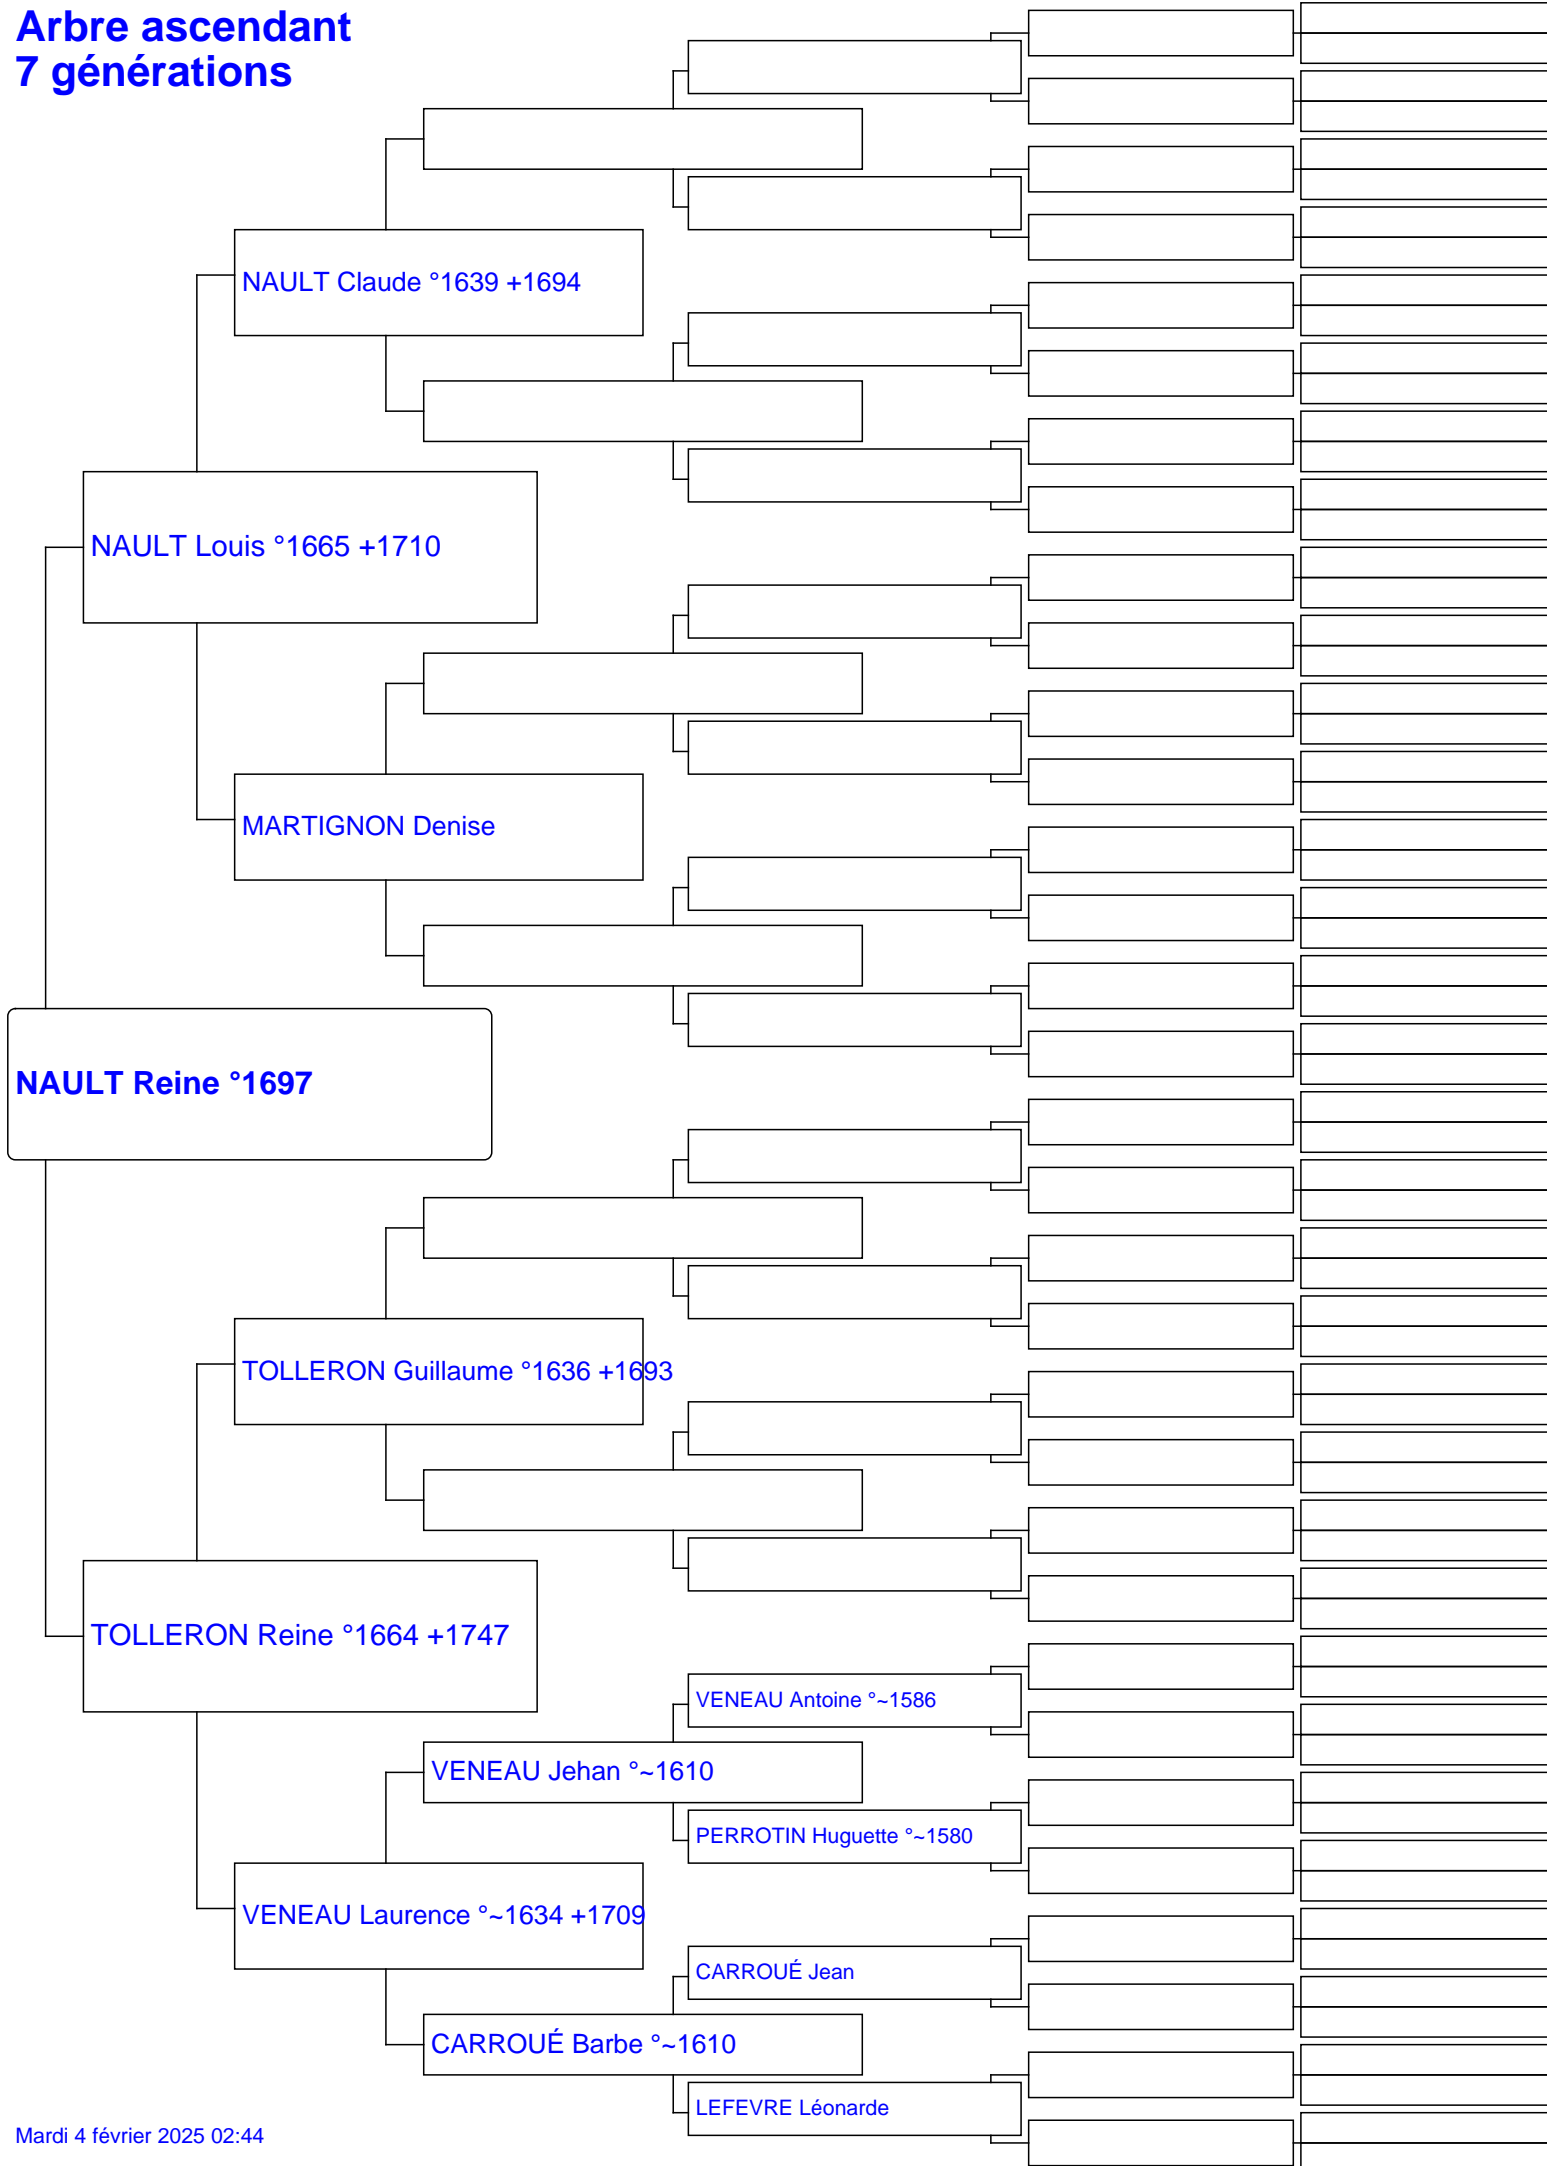 Arbre ascendant
7 générations
NAULT Claude °1639 +1694
NAULT Louis °1665 +1710
MARTIGNON Denise
NAULT Reine °1697
TOLLERON Guillaume °1636 +1693
TOLLERON Reine °1664 +1747
VENEAU Antoine °~1586
VENEAU Jehan °~1610
PERROTIN Huguette °~1580
VENEAU Laurence °~1634 +1709
CARROUÉ Jean
CARROUÉ Barbe °~1610
LEFEVRE Léonarde
Mardi 4 février 2025 02:44